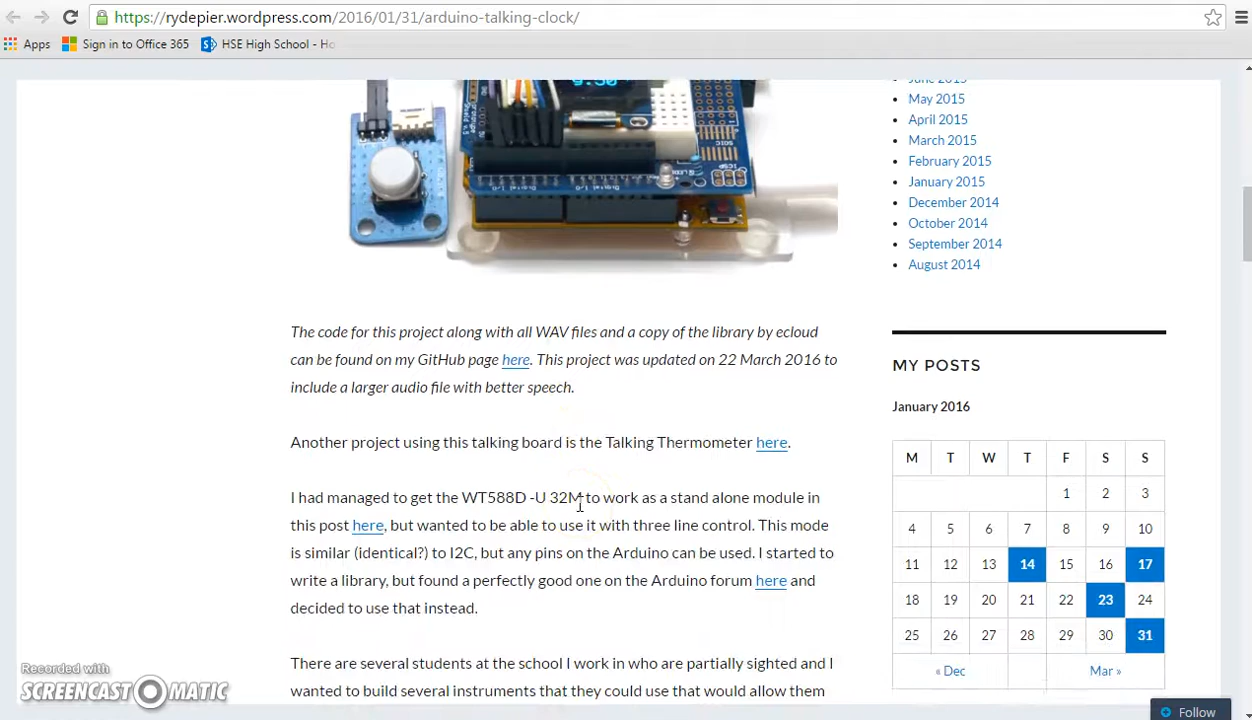 https://rydepier.wordpress.com/2016/01/31/arduino-talking-clock/
Apps Sign in to Office 365 HSE High School - Ho
9:30
ICSP
The code for this project along with all WAV files and a copy of the library by ecloud
can be found on my GitHub page here. This project was updated on 22 March 2016 to
include a larger audio file with better speech.
Another project using this talking board is the Talking Thermometer here.
I had managed to get the WT588D -U 32M to work as a stand alone module in
this post here, but wanted to be able to use it with three line control. This mode
is similar (identical?) to I2C, but any pins on the Arduino can be used. I started to
write a library, but found a perfectly good one on the Arduino forum here and
decided to use that instead.
There are several students at the school I work in who are partially sighted and I
wanted to build several instruments that they could use that would allow them
June 2015
May 2015
April 2015
March 2015
February 2015
January 2015
December 2014
October 2014
September 2014
August 2014
MY POSTS
January 2016
M T W T F S S
1 2 3
4 5 6 7 8 9 10
11 12 13 14 15 16 17
18 19 20 21 22 23 24
25 26 27 28 29 30 31
« Dec Mar »
Follow
Recorded with
SCREENCAST MATIC